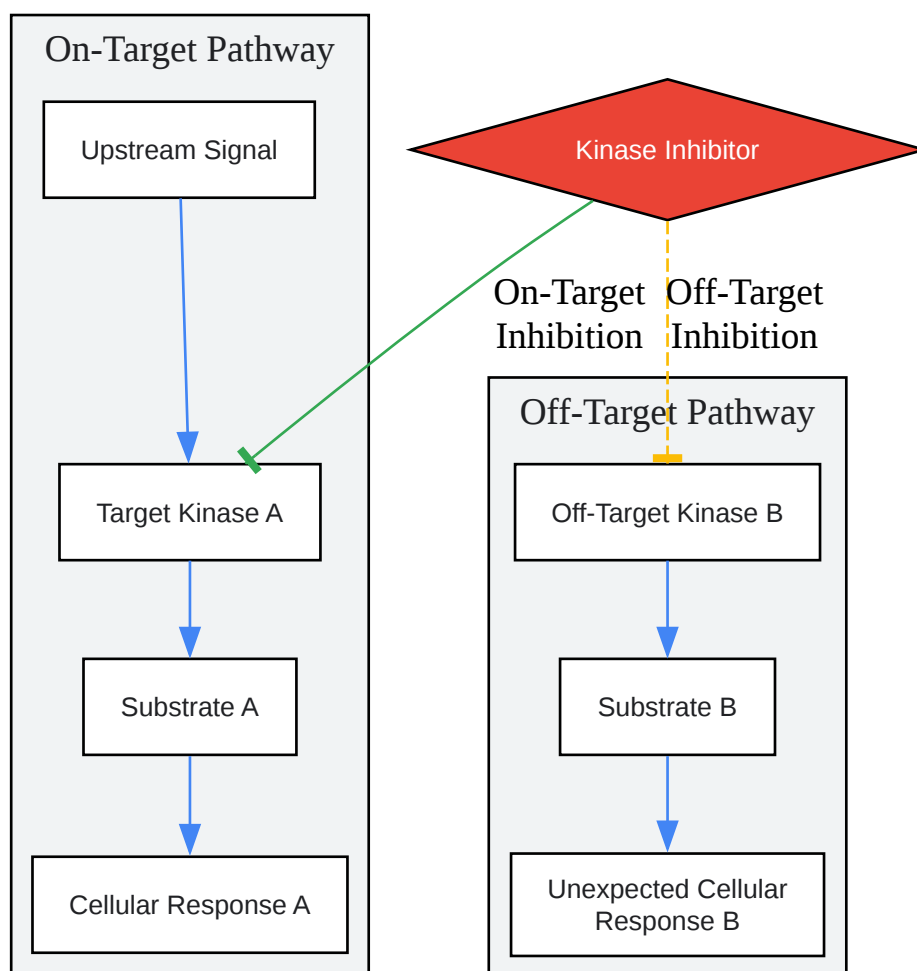 On-Target Pathway
Upstream Signal
Kinase Inhibitor
On-Target
Inhibition
Off-Target
Inhibition
Off-Target Pathway
Target Kinase A
Off-Target Kinase B
Substrate A
Substrate B
Cellular Response A
Unexpected Cellular
Response B